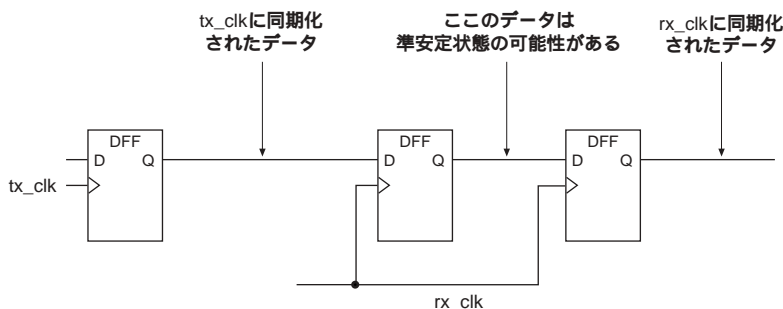 tx_clkに同期化
されたデータ
ここのデータは
準安定状態の可能性がある
rx_clkに同期化
されたデータ
DFF
D Q
tx_clk
DFF
D Q
DFF
D Q
rx clk